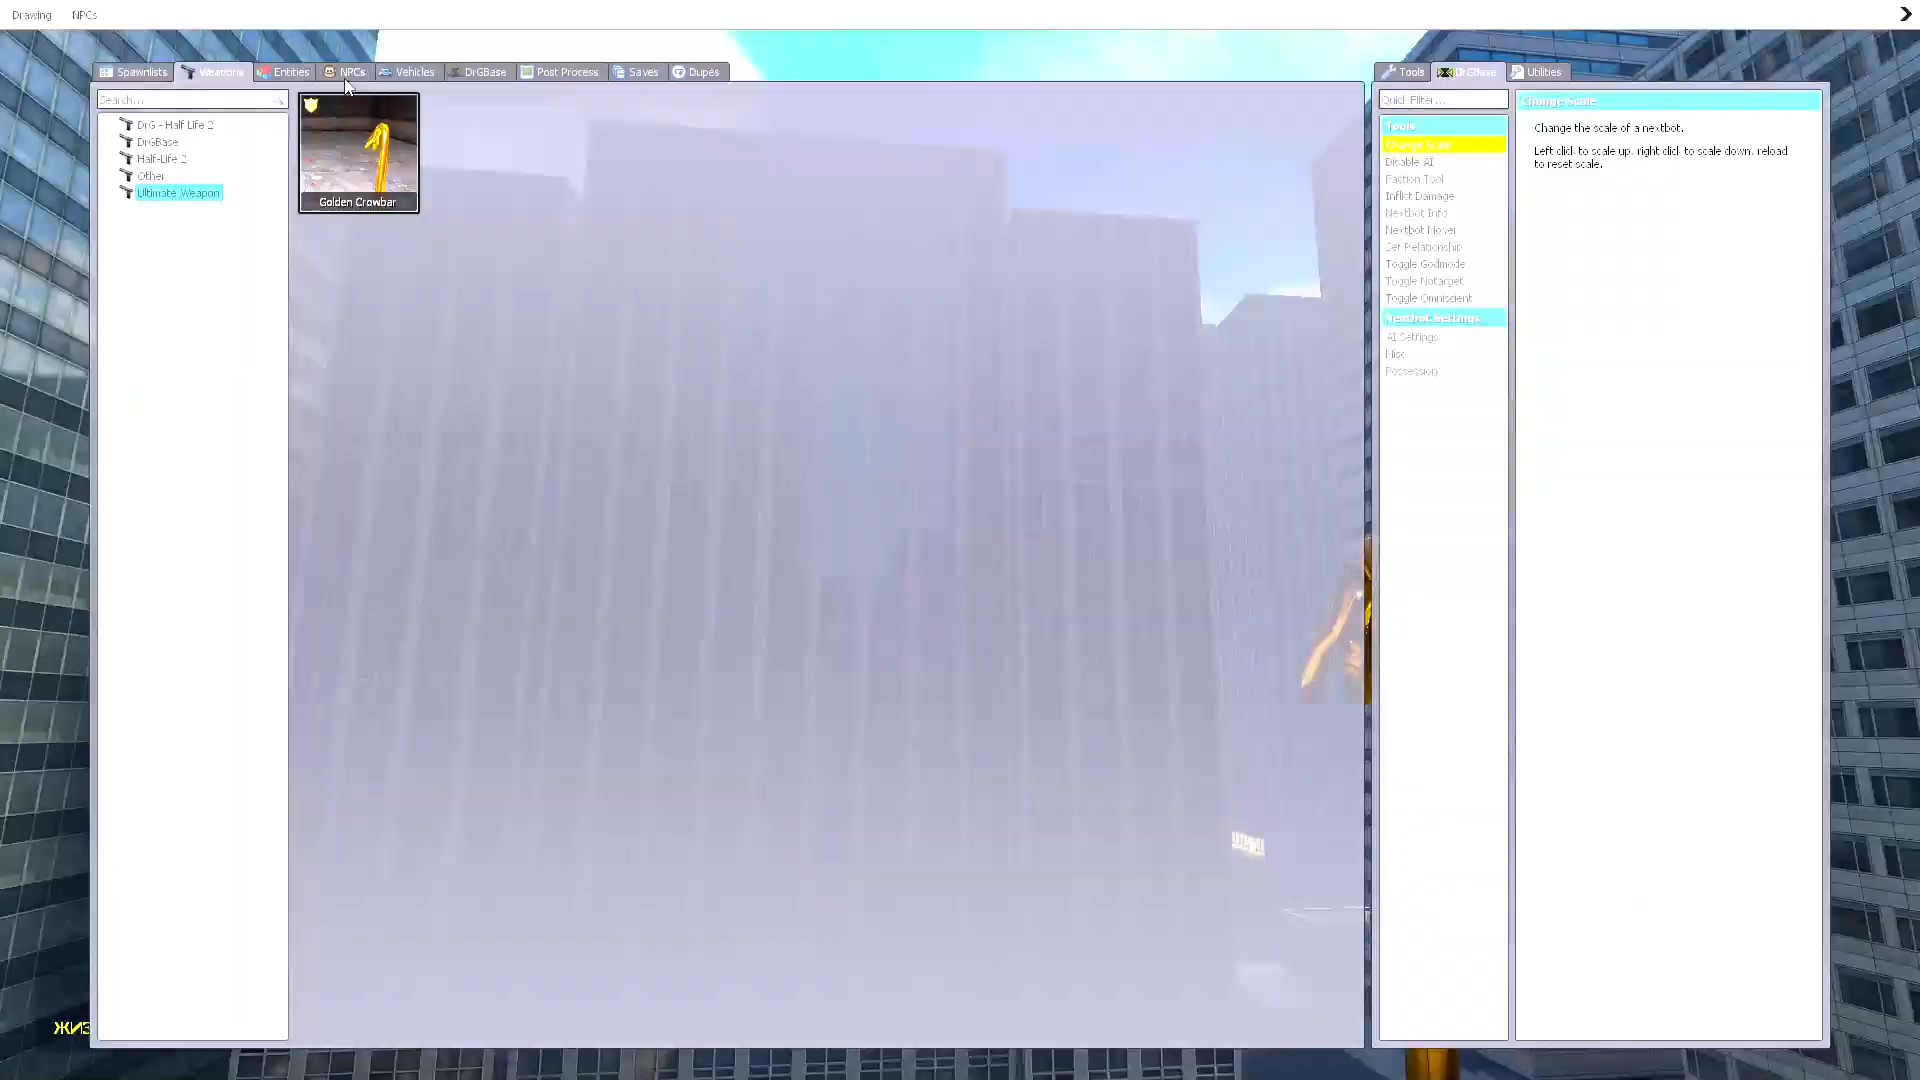 Drawing NPCs
Spawnlists Weapons Entities NPCs Vehicles DrGBase Post Process Saves Dupes
Search...
DrG - Half Life 2
DrGBase
Half-Life 2
Other
Ultimate Weapon
Golden Crowbar
Tools DrGBase Utilities
Quick Filter...
Tools
Change Scale
Disable AI
Faction Tool
Inflict Damage
Nextbot Info
Nextbot Mover
Set Relationship
Toggle Godmode
Toggle Notarget
Toggle Omniscient
Nextbot Settings
AI Settings
Misc
Possession
Change Scale
Change the scale of a nextbot.
Left click to scale up, right click to scale down, reload
to reset scale.